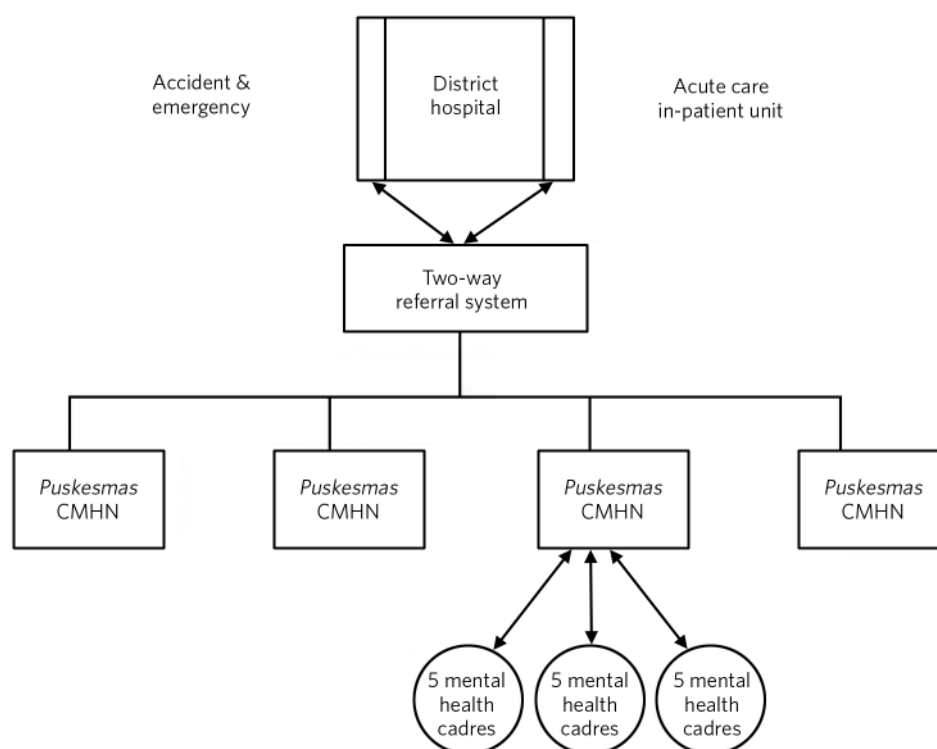 Accident &
emergency
District
hospital
Acute care
in-patient unit
Two-way
referral system
Puskesmas
CMHN
Puskesmas
CMHN
Puskesmas
CMHN
Puskesmas
CMHN
5 mental
health
cadres
5 mental
health
cadres
5 mental
health
cadres